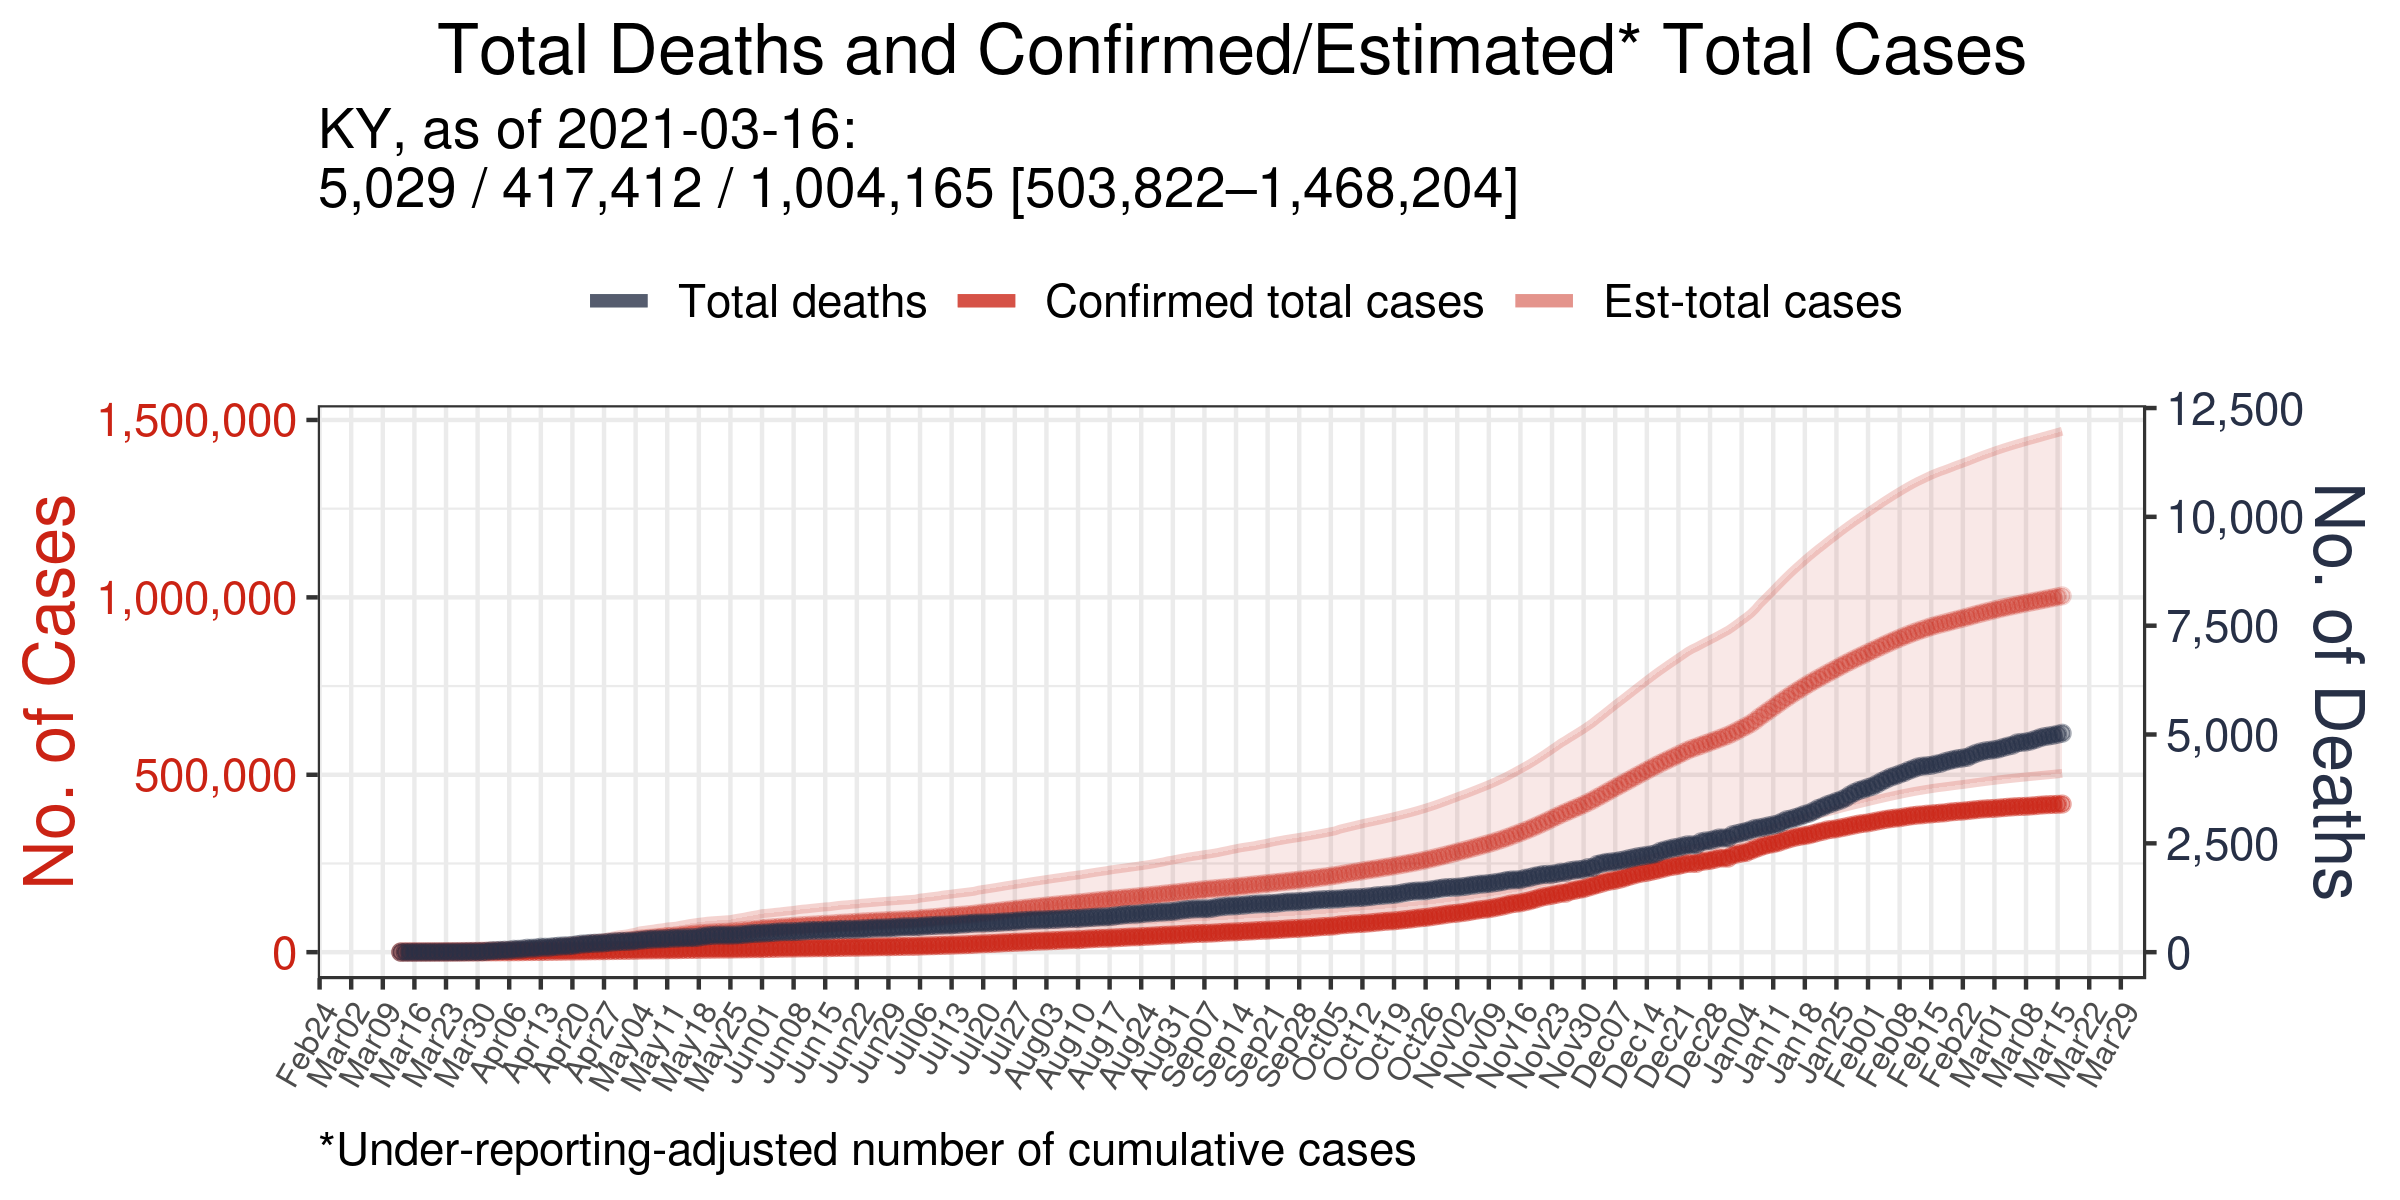 Total Deaths and Confirmed/Estimated* Total Cases
KY, as of 2021-03-16:
5,029 / 417,412 / 1,004,165 [503,822–1,468,204]
Total deaths
Confirmed total cases
Est-total cases
No. of Cases
1,500,000
1,000,000
500,000
0
12,500
10,000
7,500
5,000
2,500
0
No. of Deaths
Feb24
Mar02
Mar09
Mar16
Mar23
Mar30
Apr06
Apr13
Apr20
Apr27
May04
May11
May18
May25
Jun01
Jun08
Jun15
Jun22
Jun29
Jul06
Jul13
Jul20
Jul27
Aug03
Aug10
Aug17
Aug24
Aug31
Sep07
Sep14
Sep21
Sep28
Oct05
Oct12
Oct19
Oct26
Nov02
Nov09
Nov16
Nov23
Nov30
Dec07
Dec14
Dec21
Dec28
Jan04
Jan11
Jan18
Jan25
Feb01
Feb08
Feb15
Feb22
Mar01
Mar08
Mar15
Mar22
Mar29
*Under-reporting-adjusted number of cumulative cases